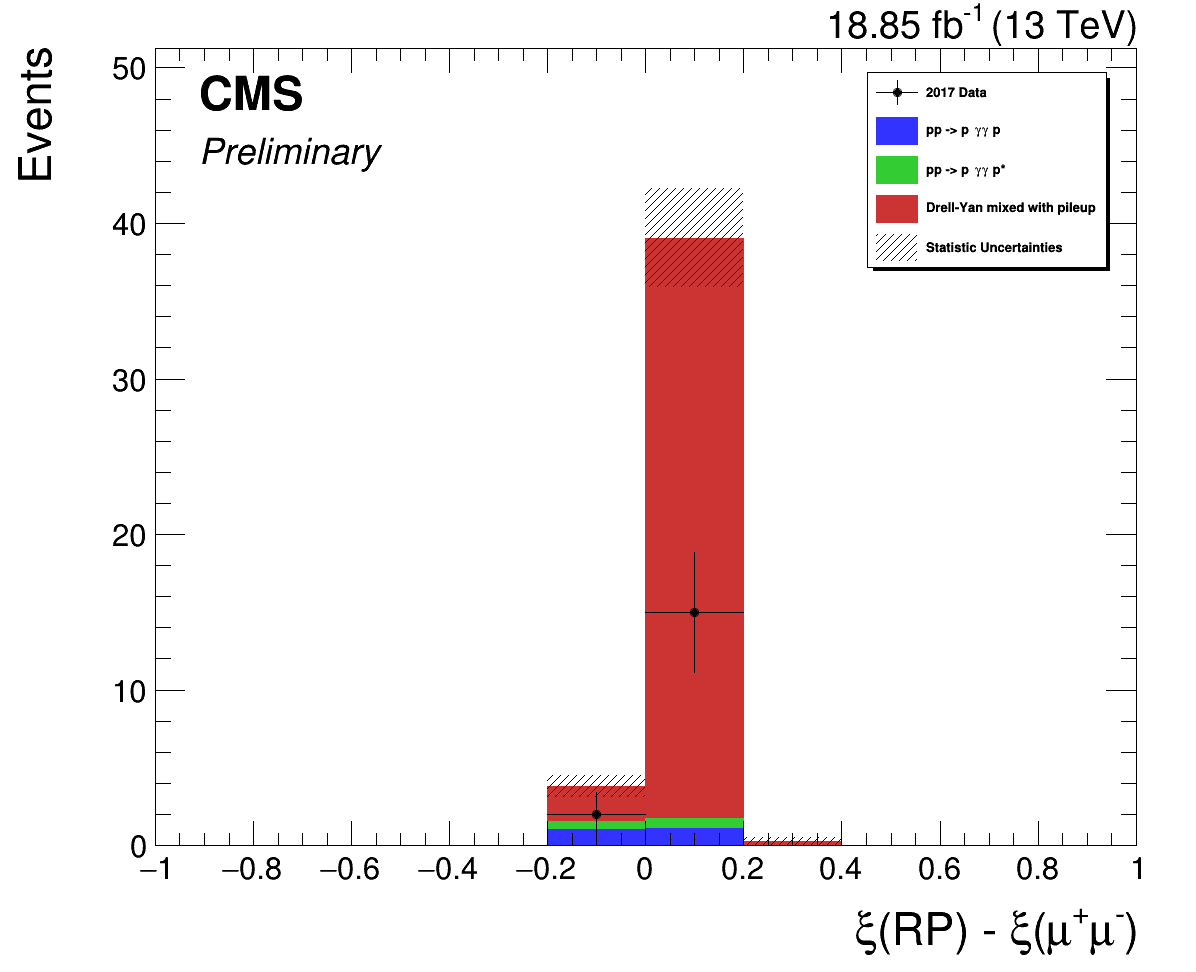 18.85 fb⁻¹ (13 TeV)
Events
CMS
Preliminary
2017 Data
pp -> p γγ p
pp -> p γγ p*
Drell-Yan mixed with pileup
Statistic Uncertainties
50
40
30
20
10
0
−1 −0.8 −0.6 −0.4 −0.2 0 0.2 0.4 0.6 0.8 1
ξ(RP) - ξ(μ⁺μ⁻)